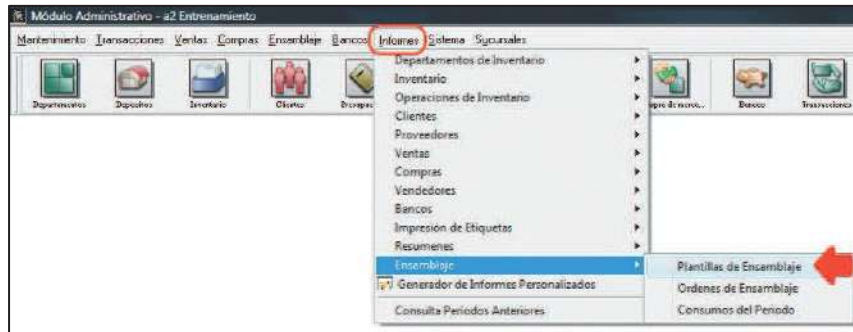 Módulo Administrativo - a2 Entrenamiento
Mantenimiento Transacciones Ventas Compras Ensamblaje Bancos Informes Sistema Sucursales
Departamentos Depositos Inventario Clientes Bancos Transacciones
Departamentos de Inventario
Inventario
Operaciones de Inventario
Clientes
Proveedores
Ventas
Compras
Vendedores
Bancos
Impresión de Etiquetas
Resumenes
Ensamblaje
Generador de Informes Personalizados
Consulta Periodos Anteriores
Plantillas de Ensamblaje
Ordenes de Ensamblaje
Consumos del Periodo